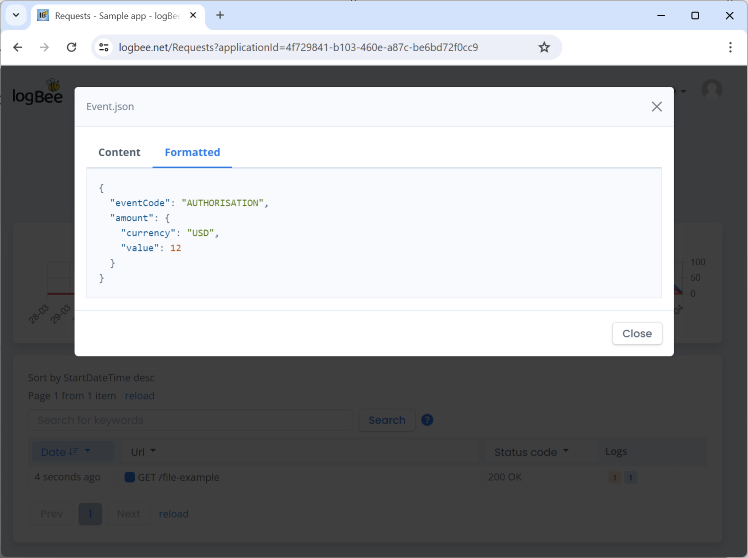 Requests - Sample app - logBe
logbee.net/Requests?applicationId=4f729841-b103-460e-a87c-be6bd72f0cc9
logBee
Event.json
Content Formatted
{
"eventCode": "AUTHORISATION",
"amount": {
"currency": "USD",
"value": 12
}
}
100
50
0
28-03
29-03
04
Close
Sort by StartDateTime desc
Page 1 from 1 item reload
Search for keywords Search ?
Date Url Status code Logs
4 seconds ago GET /file-example 200 OK 1 1
Prev 1 Next reload